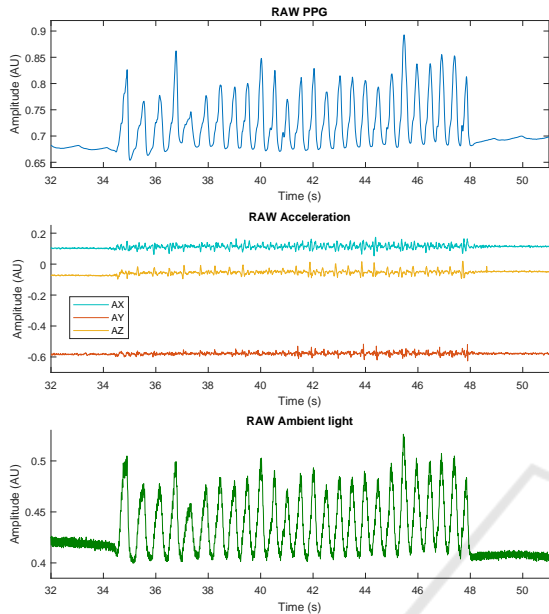 RAW PPG
0.9
0.85
0.8
0.75
0.7
0.65
Amplitude (AU)
32 34 36 38 40 42 44 46 48 50
Time (s)
RAW Acceleration
0.2
0
-0.2
-0.4
-0.6
Amplitude (AU)
AX
AY
AZ
32 34 36 38 40 42 44 46 48 50
Time (s)
RAW Ambient light
0.5
0.45
0.4
Amplitude (AU)
32 34 36 38 40 42 44 46 48 50
Time (s)